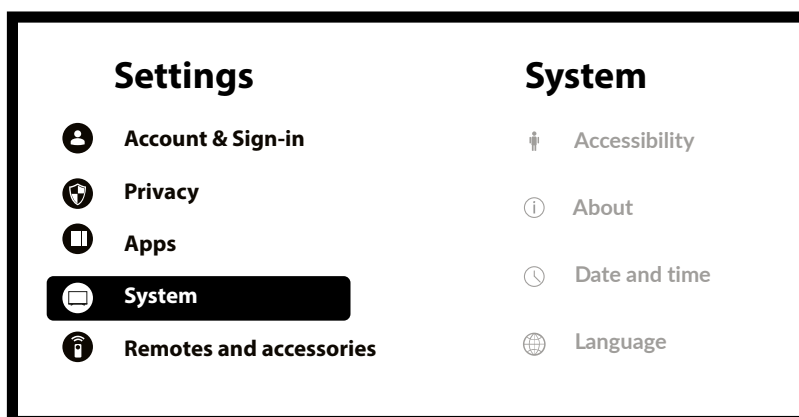 Settings
Account & Sign-in
Privacy
Apps
System
Remotes and accessories
System
Accessibility
About
Date and time
Language